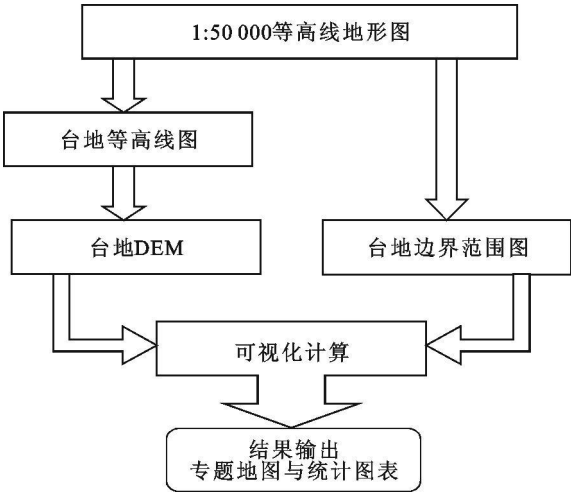 1:50 000等高线地形图
台地等高线图
台地DEM
台地边界范围图
可视化计算
结果输出
专题地图与统计图表